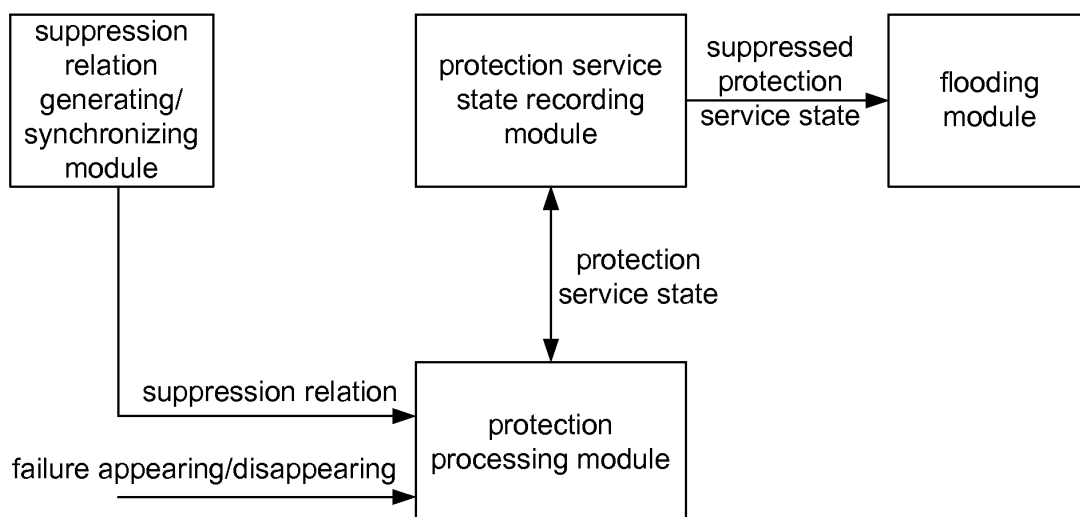 suppression
relation
generating/
synchronizing
module
protection service
state recording
module
suppressed
protection
service state
flooding
module
protection
service state
suppression relation
failure appearing/disappearing
protection
processing module